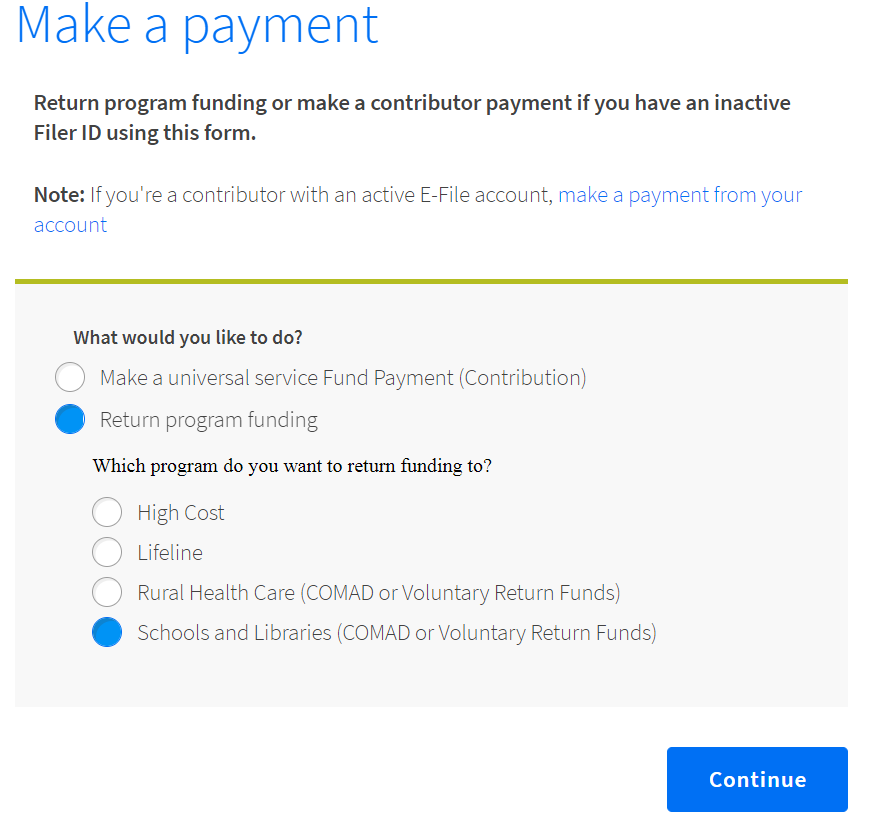 Make a payment
Return program funding or make a contributor payment if you have an inactive
Filer ID using this form.
Note: If you're a contributor with an active E-File account, make a payment from your
account
What would you like to do?
Make a universal service Fund Payment (Contribution)
Return program funding
Which program do you want to return funding to?
High Cost
Lifeline
Rural Health Care (COMAD or Voluntary Return Funds)
Schools and Libraries (COMAD or Voluntary Return Funds)
Continue